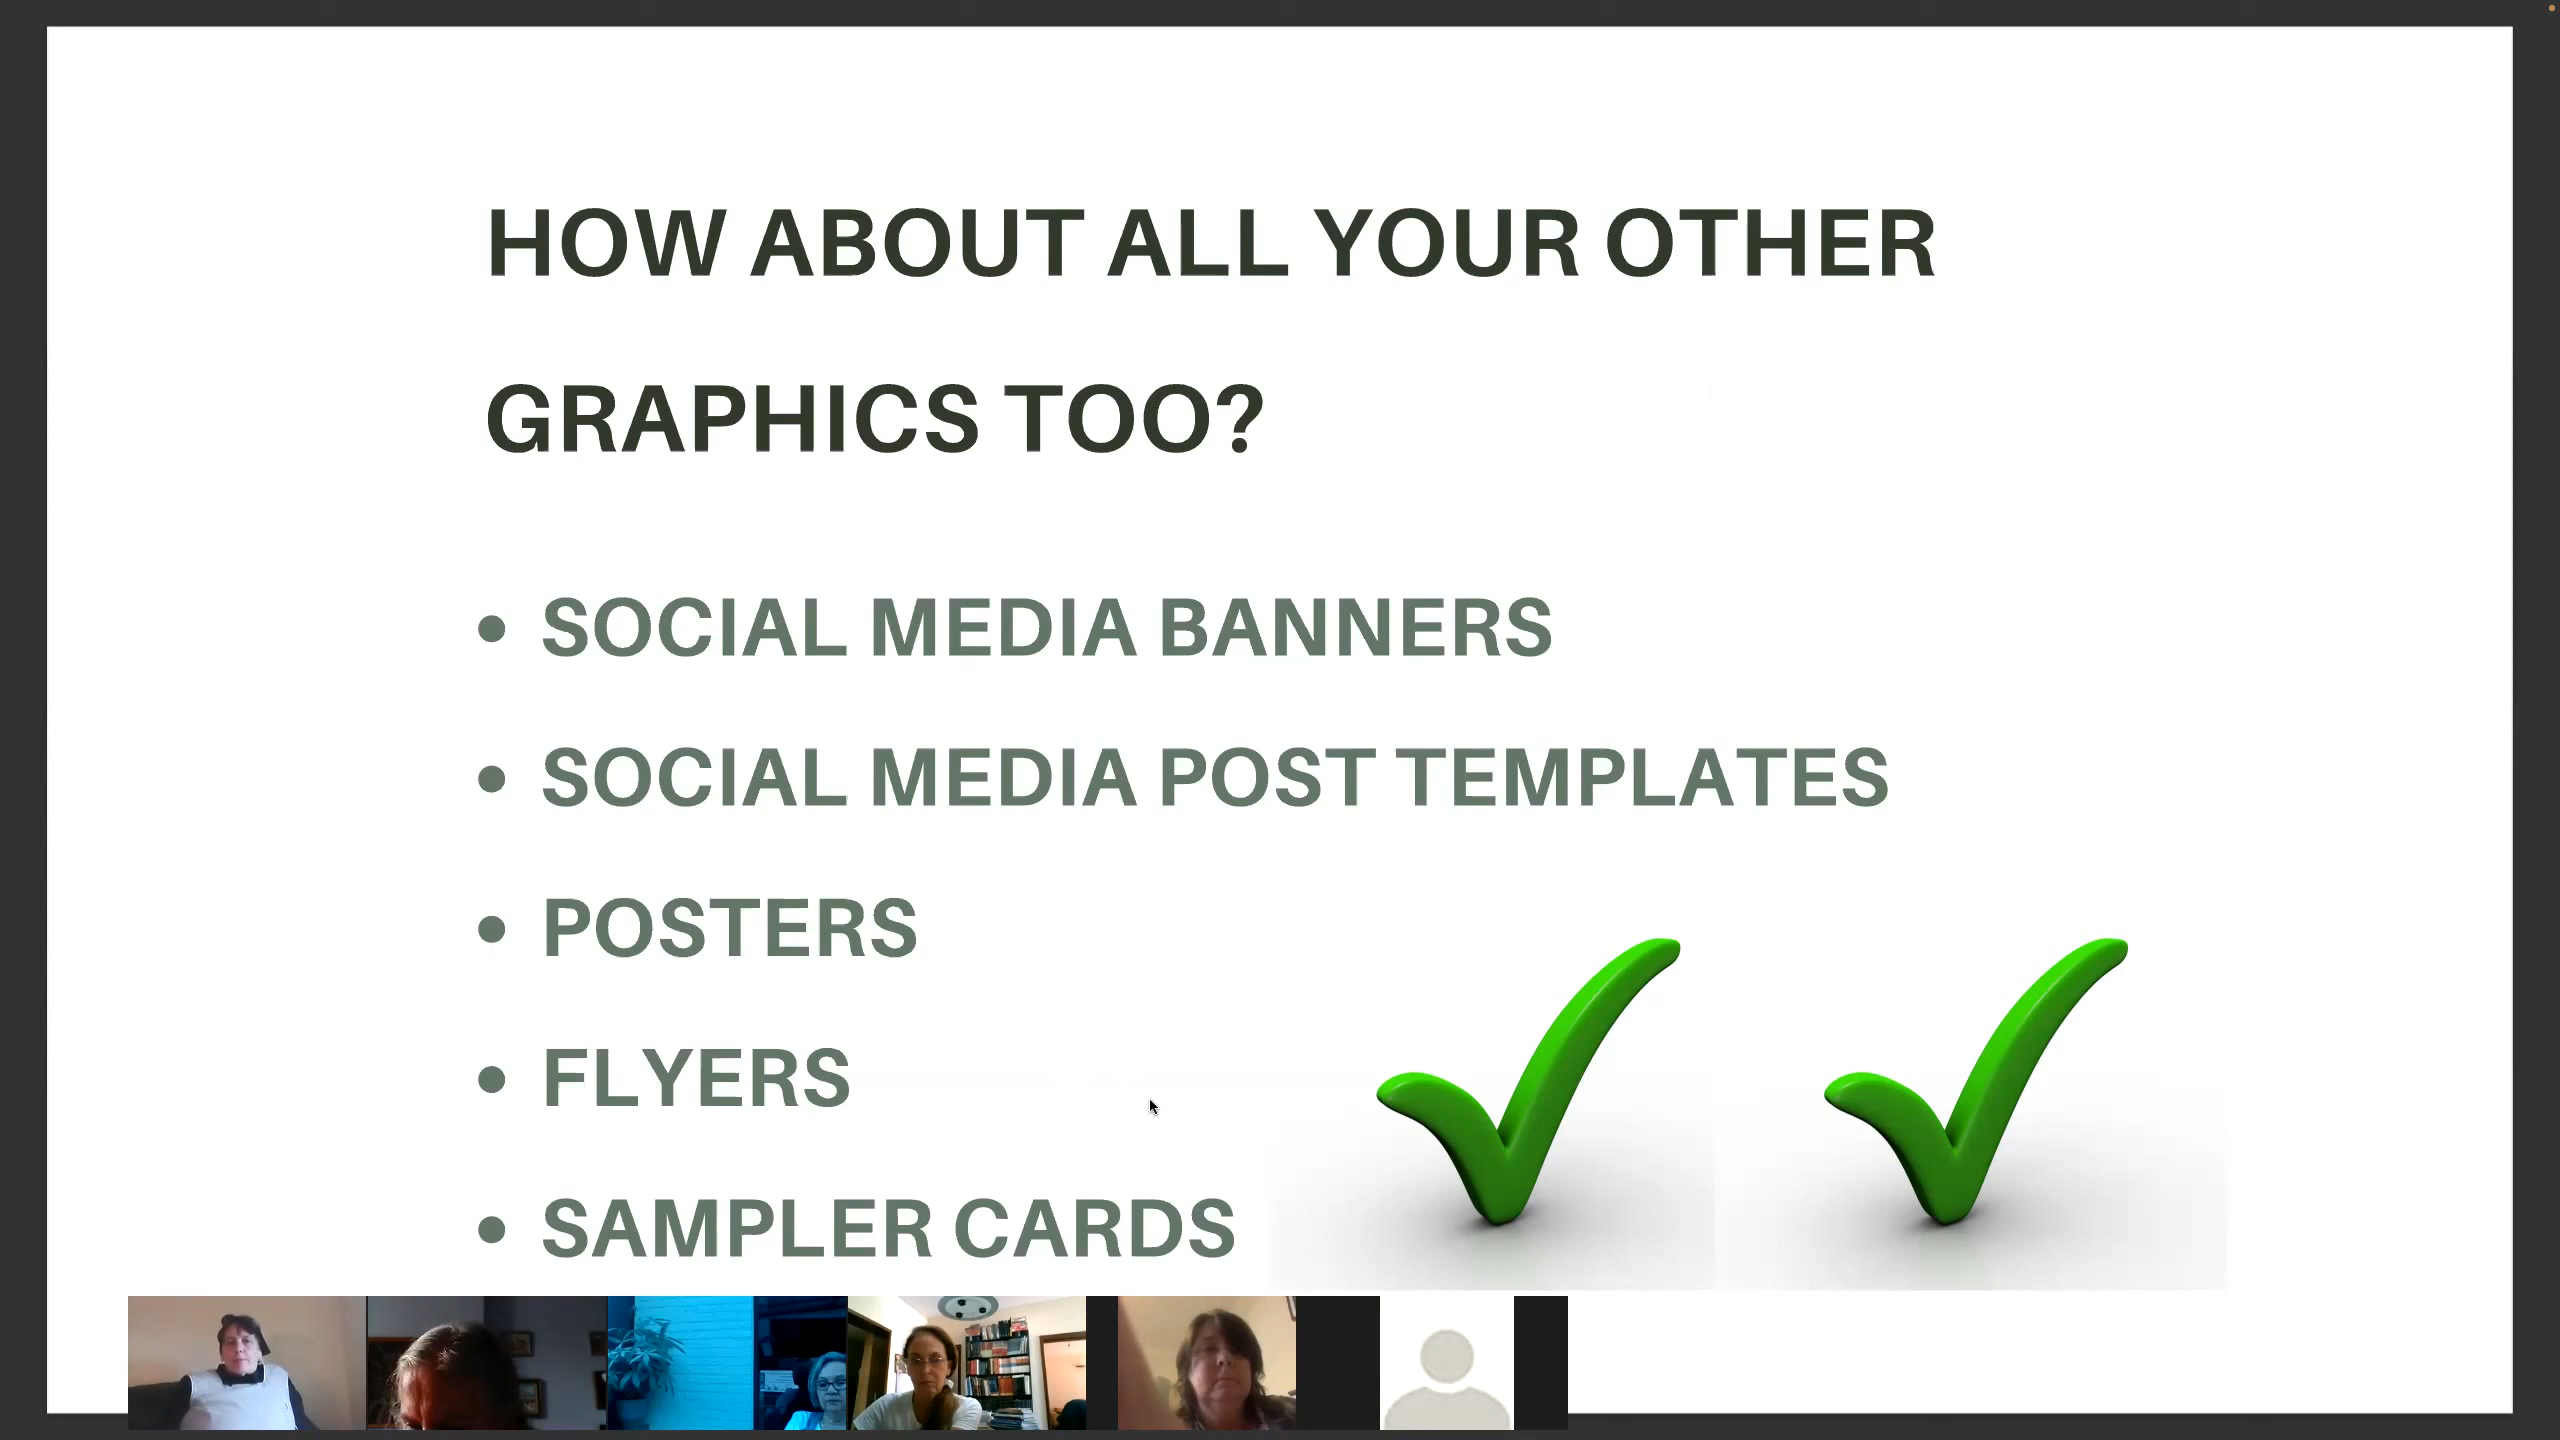 HOW ABOUT ALL YOUR OTHER
GRAPHICS TOO?
• SOCIAL MEDIA BANNERS
• SOCIAL MEDIA POST TEMPLATES
• POSTERS
• FLYERS
• SAMPLER CARDS